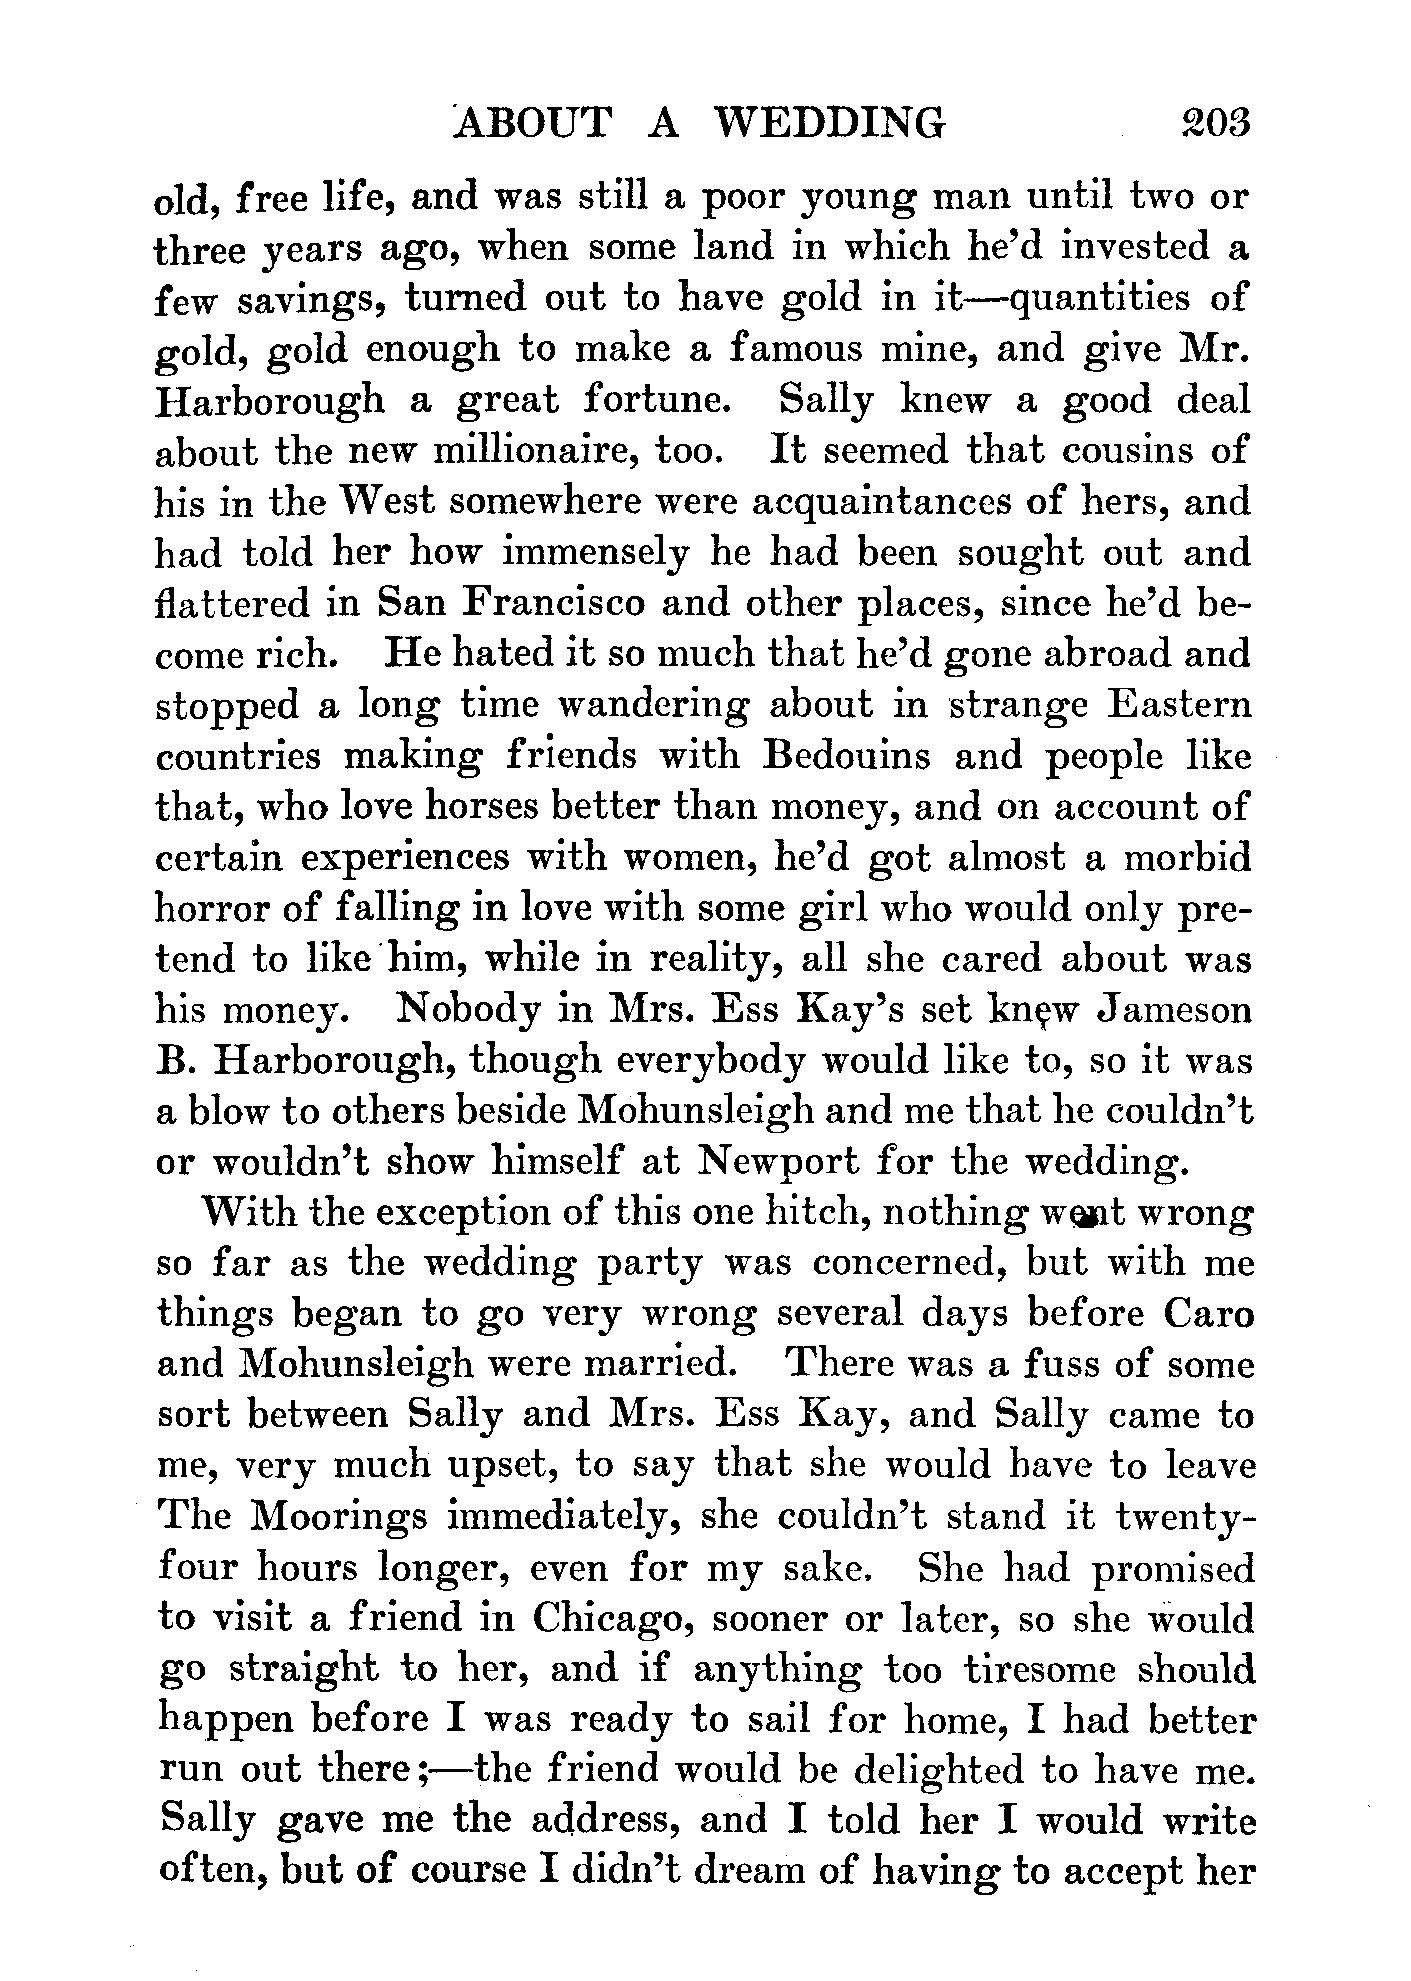 ABOUT A WEDDING 203
old, free life, and was still a poor young man until two or
three years ago, when some land in which he'd invested a
few savings, turned out to have gold in it—quantities of
gold, gold enough to make a famous mine, and give Mr.
Harborough a great fortune. Sally knew a good deal
about the new millionaire, too. It seemed that cousins of
his in the West somewhere were acquaintances of hers, and
had told her how immensely he had been sought out and
flattered in San Francisco and other places, since he'd be-
come rich. He hated it so much that he'd gone abroad and
stopped a long time wandering about in strange Eastern
countries making friends with Bedouins and people like
that, who love horses better than money, and on account of
certain experiences with women, he'd got almost a morbid
horror of falling in love with some girl who would only pre-
tend to like him, while in reality, all she cared about was
his money. Nobody in Mrs. Ess Kay's set knew Jameson
B. Harborough, though everybody would like to, so it was
a blow to others beside Mohunsleigh and me that he couldn't
or wouldn't show himself at Newport for the wedding.
With the exception of this one hitch, nothing went wrong
so far as the wedding party was concerned, but with me
things began to go very wrong several days before Caro
and Mohunsleigh were married. There was a fuss of some
sort between Sally and Mrs. Ess Kay, and Sally came to
me, very much upset, to say that she would have to leave
The Moorings immediately, she couldn't stand it twenty-
four hours longer, even for my sake. She had promised
to visit a friend in Chicago, sooner or later, so she would
go straight to her, and if anything too tiresome should
happen before I was ready to sail for home, I had better
run out there;—the friend would be delighted to have me.
Sally gave me the address, and I told her I would write
often, but of course I didn't dream of having to accept her